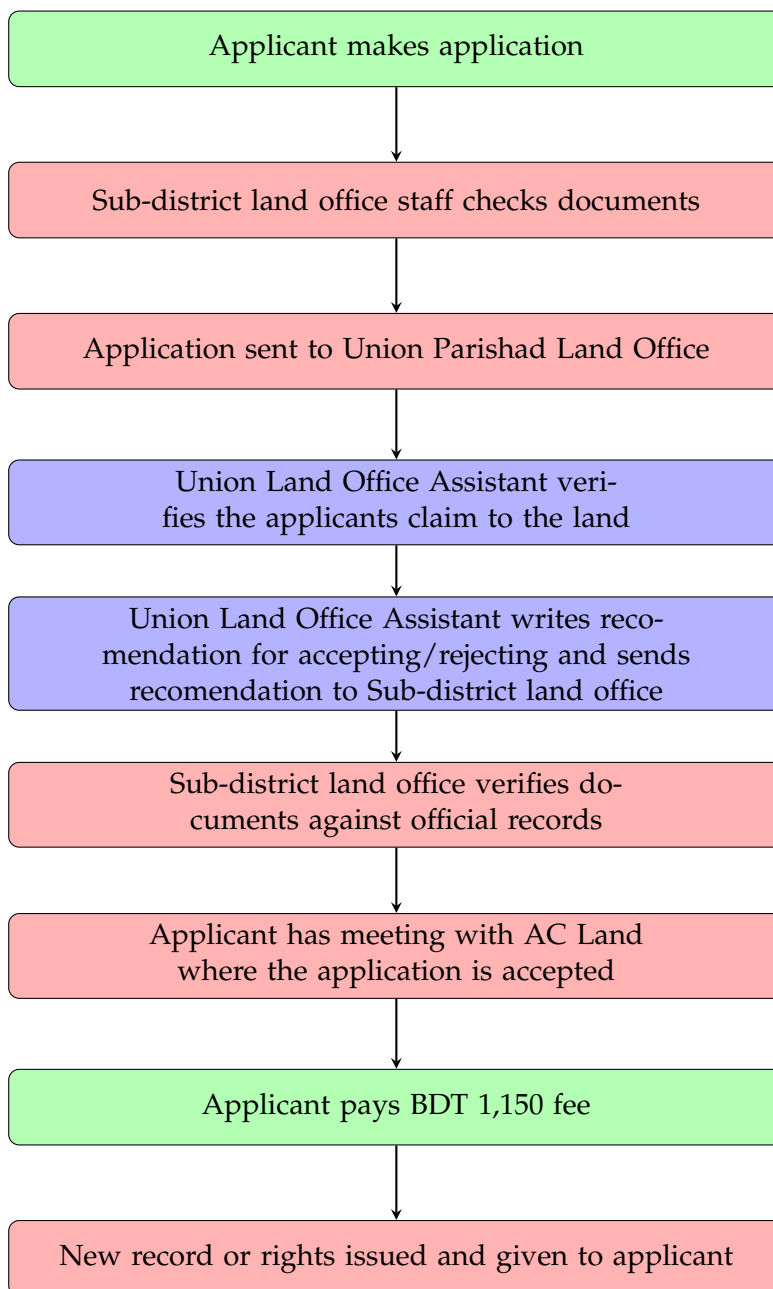 Applicant makes application
Sub-district land office staff checks documents
Application sent to Union Parishad Land Office
Union Land Office Assistant veri-
fies the applicants claim to the land
Union Land Office Assistant writes reco-
mendation for accepting/rejecting and sends
recomendation to Sub-district land office
Sub-district land office verifies do-
cuments against official records
Applicant has meeting with AC Land
where the application is accepted
Applicant pays BDT 1,150 fee
New record or rights issued and given to applicant